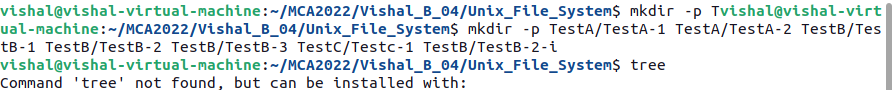 vishal@vishal-virtual-machine:~/MCA2022/Vishal_B_04/Unix_File_System$ mkdir -p Tvishal@vishal-virt
ual-machine:~/MCA2022/Vishal_B_04/Unix_File_System$ mkdir -p TestA/TestA-1 TestA/TestA-2 TestB/Tes
tB-1 TestB/TestB-2 TestB/TestB-3 TestC/Testc-1 TestB/TestB-2-i
vishal@vishal-virtual-machine:~/MCA2022/Vishal_B_04/Unix_File_System$ tree
Command 'tree' not found, but can be installed with: